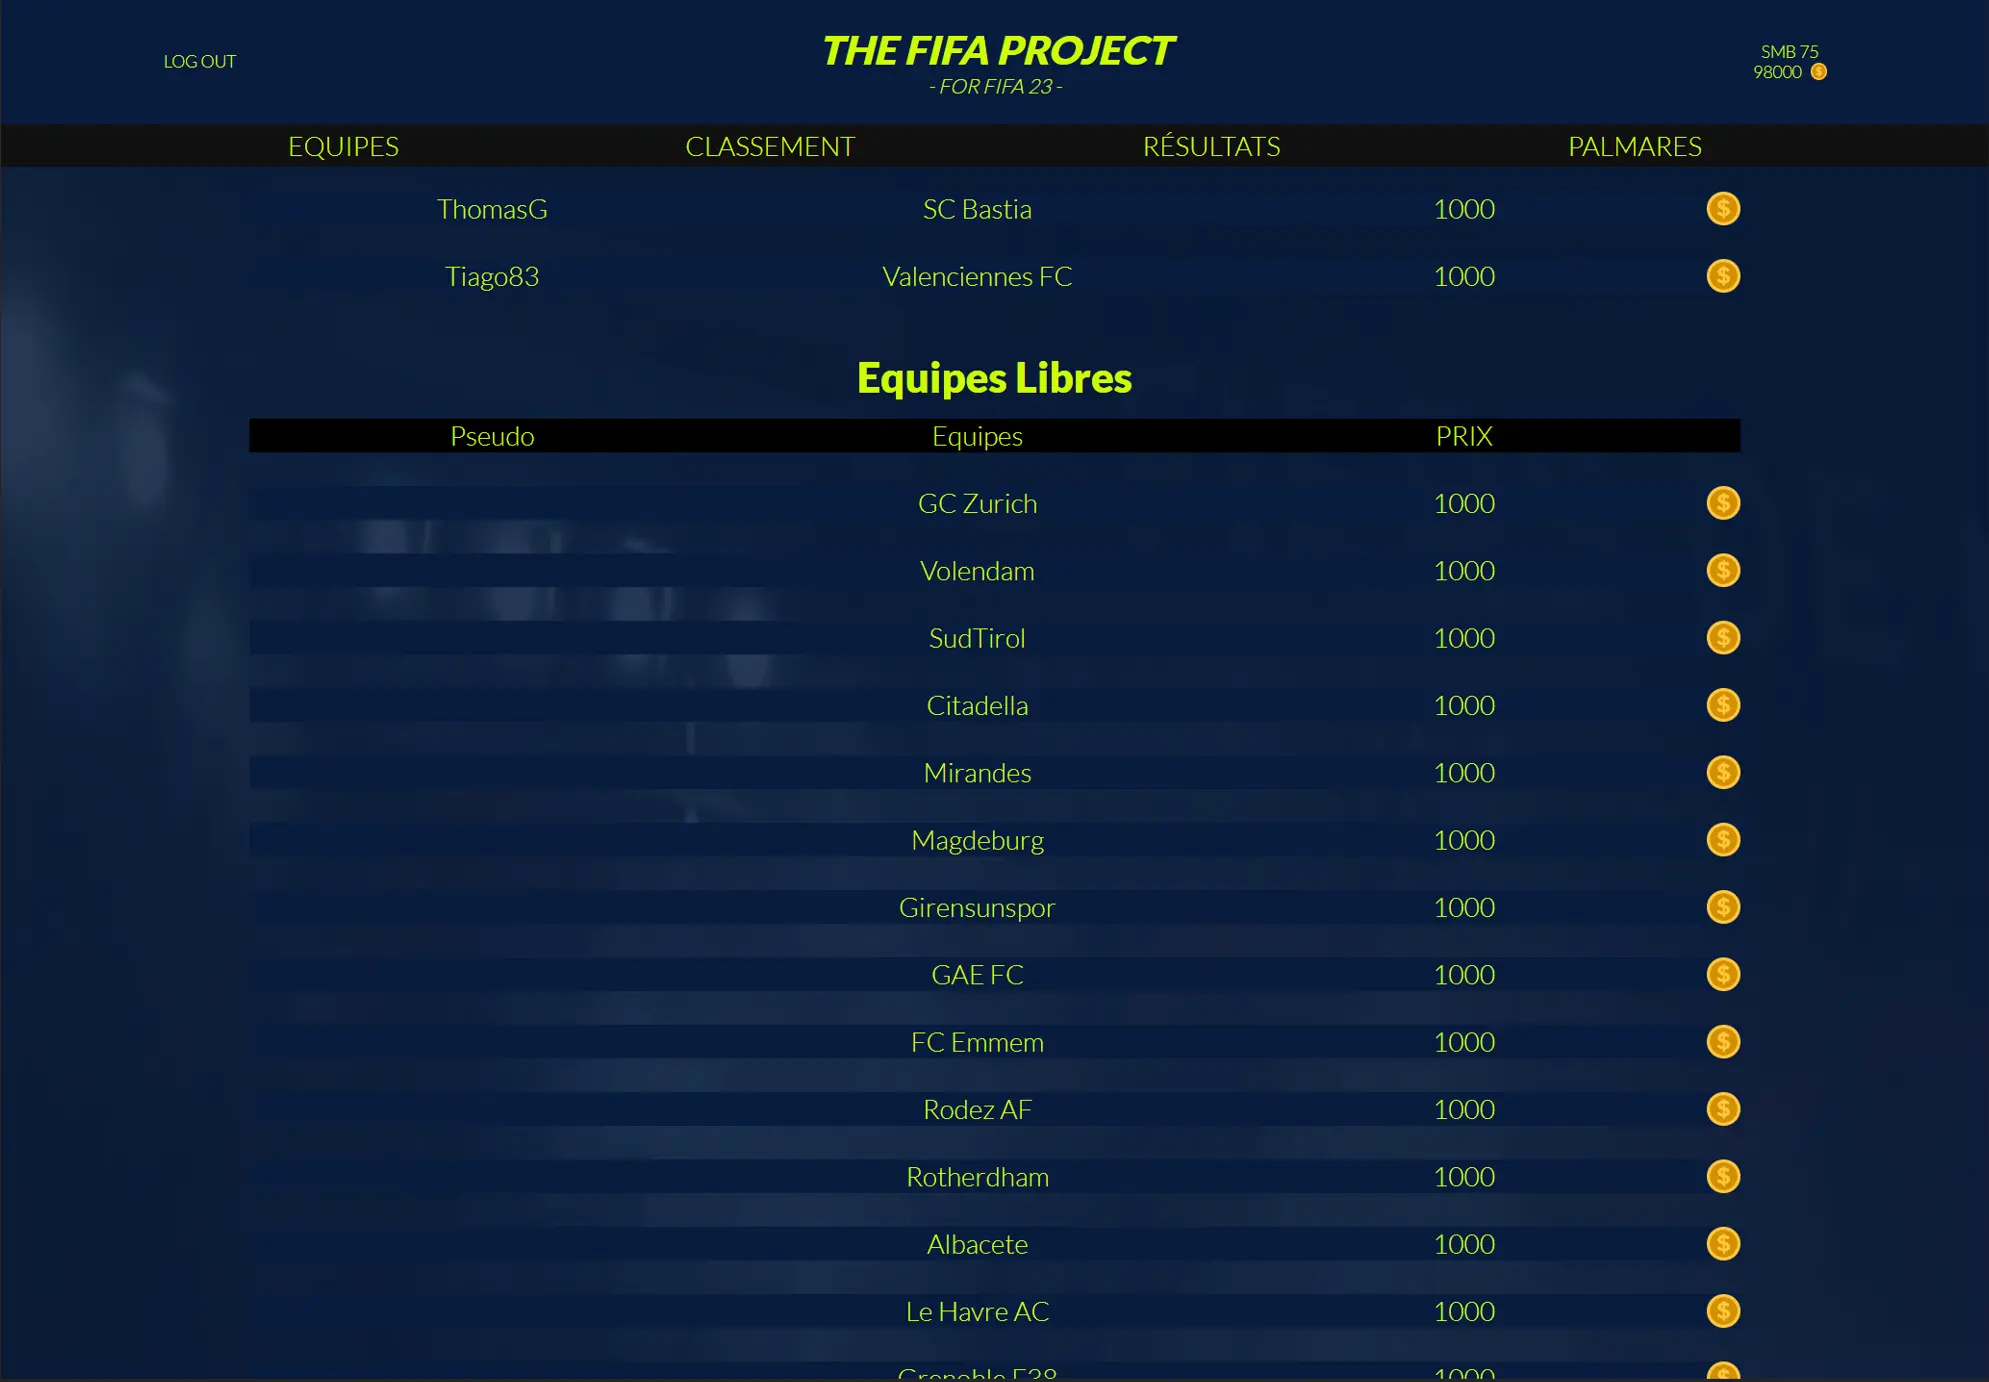 LOG OUT
THE FIFA PROJECT
- FOR FIFA 23 -
SMB 75
98000
EQUIPES CLASSEMENT RÉSULTATS PALMARES
ThomasG SC Bastia 1000
Tiago83 Valenciennes FC 1000
Equipes Libres
Pseudo Equipes PRIX
GC Zurich 1000
Volendam 1000
SudTirol 1000
Citadella 1000
Mirandes 1000
Magdeburg 1000
Girensunspor 1000
GAE FC 1000
FC Emmem 1000
Rodez AF 1000
Rotherdham 1000
Albacete 1000
Le Havre AC 1000
Grenoble F38 1000